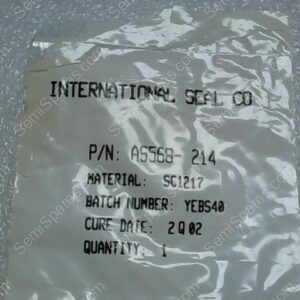 INTERNATIONAL SEAL CO
P/N: AS568- 214
MATERIAL: SC1217
BATCH NUMBER: YEBS40
CURE DATE: 2Q02
QUANTITY: 1